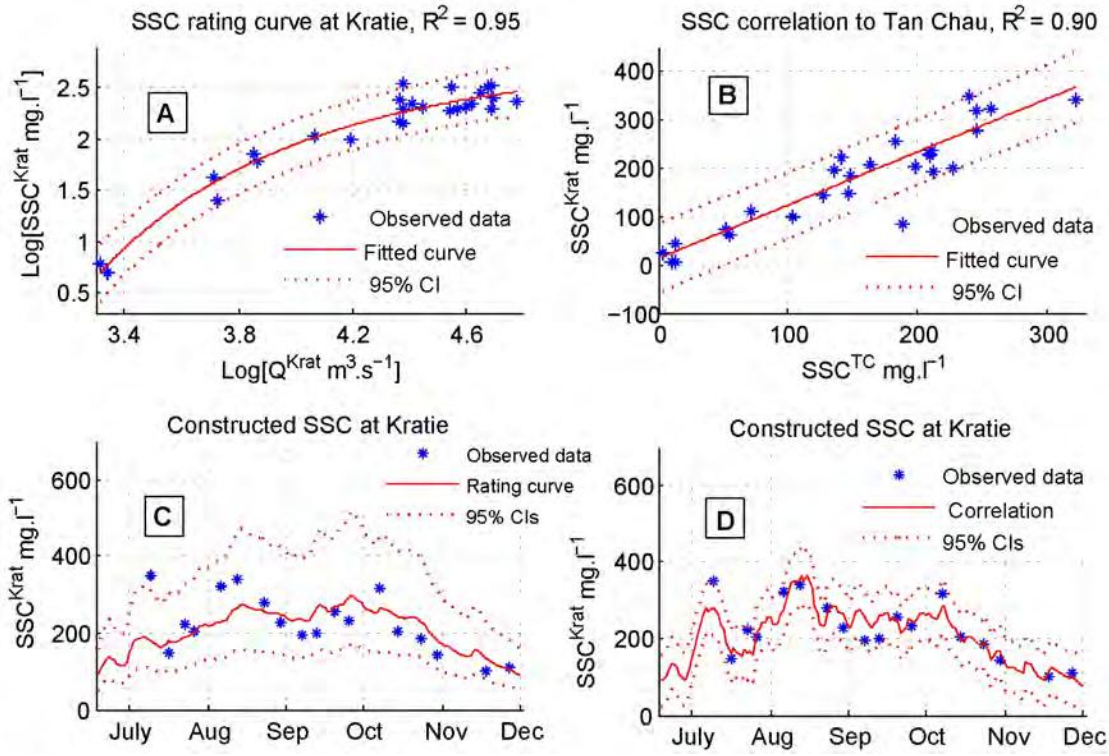 SSC rating curve at Kratie, R² = 0.95
Log[SSC^Krat mg.l⁻¹]
2.5
2
1.5
1
0.5
A
Observed data
Fitted curve
95% CI
3.4 3.8 4.2 4.6
Log[Q^Krat m³.s⁻¹]
SSC correlation to Tan Chau, R² = 0.90
SSC^Krat mg.l⁻¹
400
300
200
100
0
−100
B
Observed data
Fitted curve
95% CI
0 100 200 300
SSC^TC mg.l⁻¹
Constructed SSC at Kratie
SSC^Krat mg.l⁻¹
600
400
200
0
C
Observed data
Rating curve
95% CIs
July Aug Sep Oct Nov Dec
Constructed SSC at Kratie
SSC^Krat mg.l⁻¹
600
400
200
0
D
Observed data
Correlation
95% CIs
July Aug Sep Oct Nov Dec